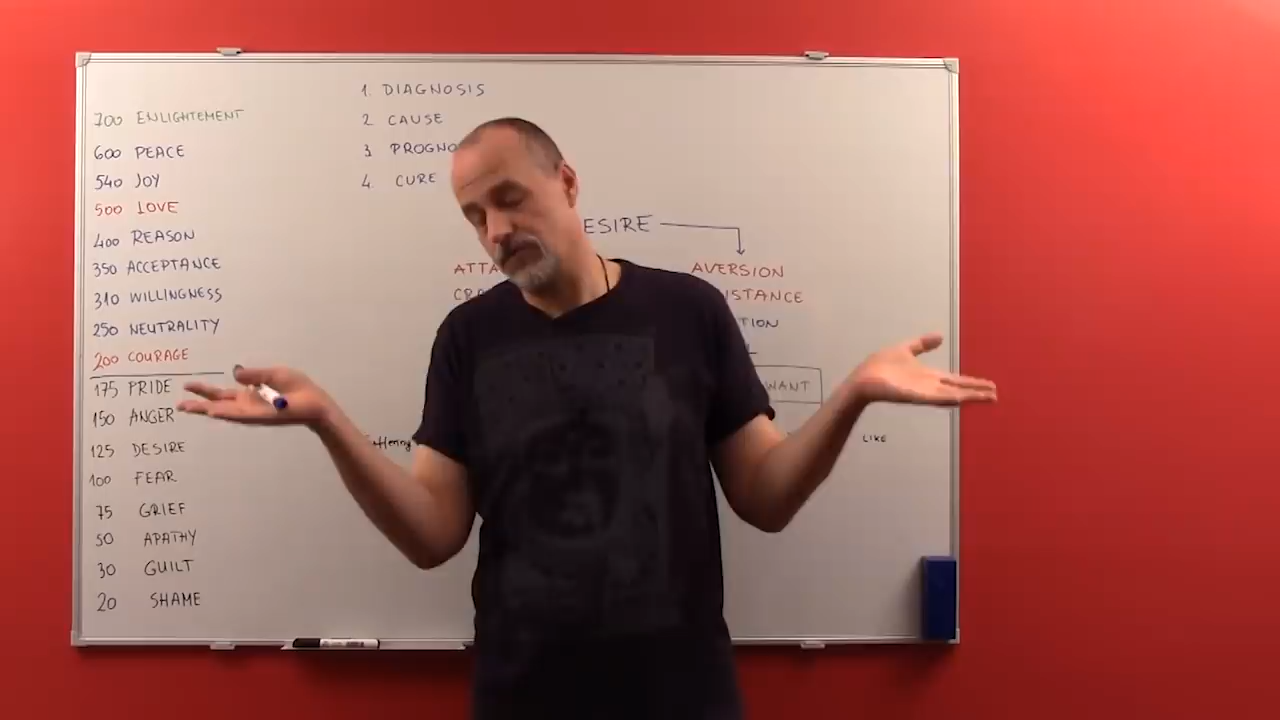 700 ENLIGHTEMENT
600 PEACE
540 JOY
500 LOVE
400 REASON
350 ACCEPTANCE
310 WILLINGNESS
250 NEUTRALITY
200 COURAGE
175 PRIDE
150 ANGER
125 DESIRE
100 FEAR
75 GRIEF
50 APATHY
30 GUILT
20 SHAME
1. DIAGNOSIS
2 CAUSE
3. PROGNO
4. CURE
ESIRE
ATTA
CRA
AVERSION
ISTANCE
TION
WANT
LIKE